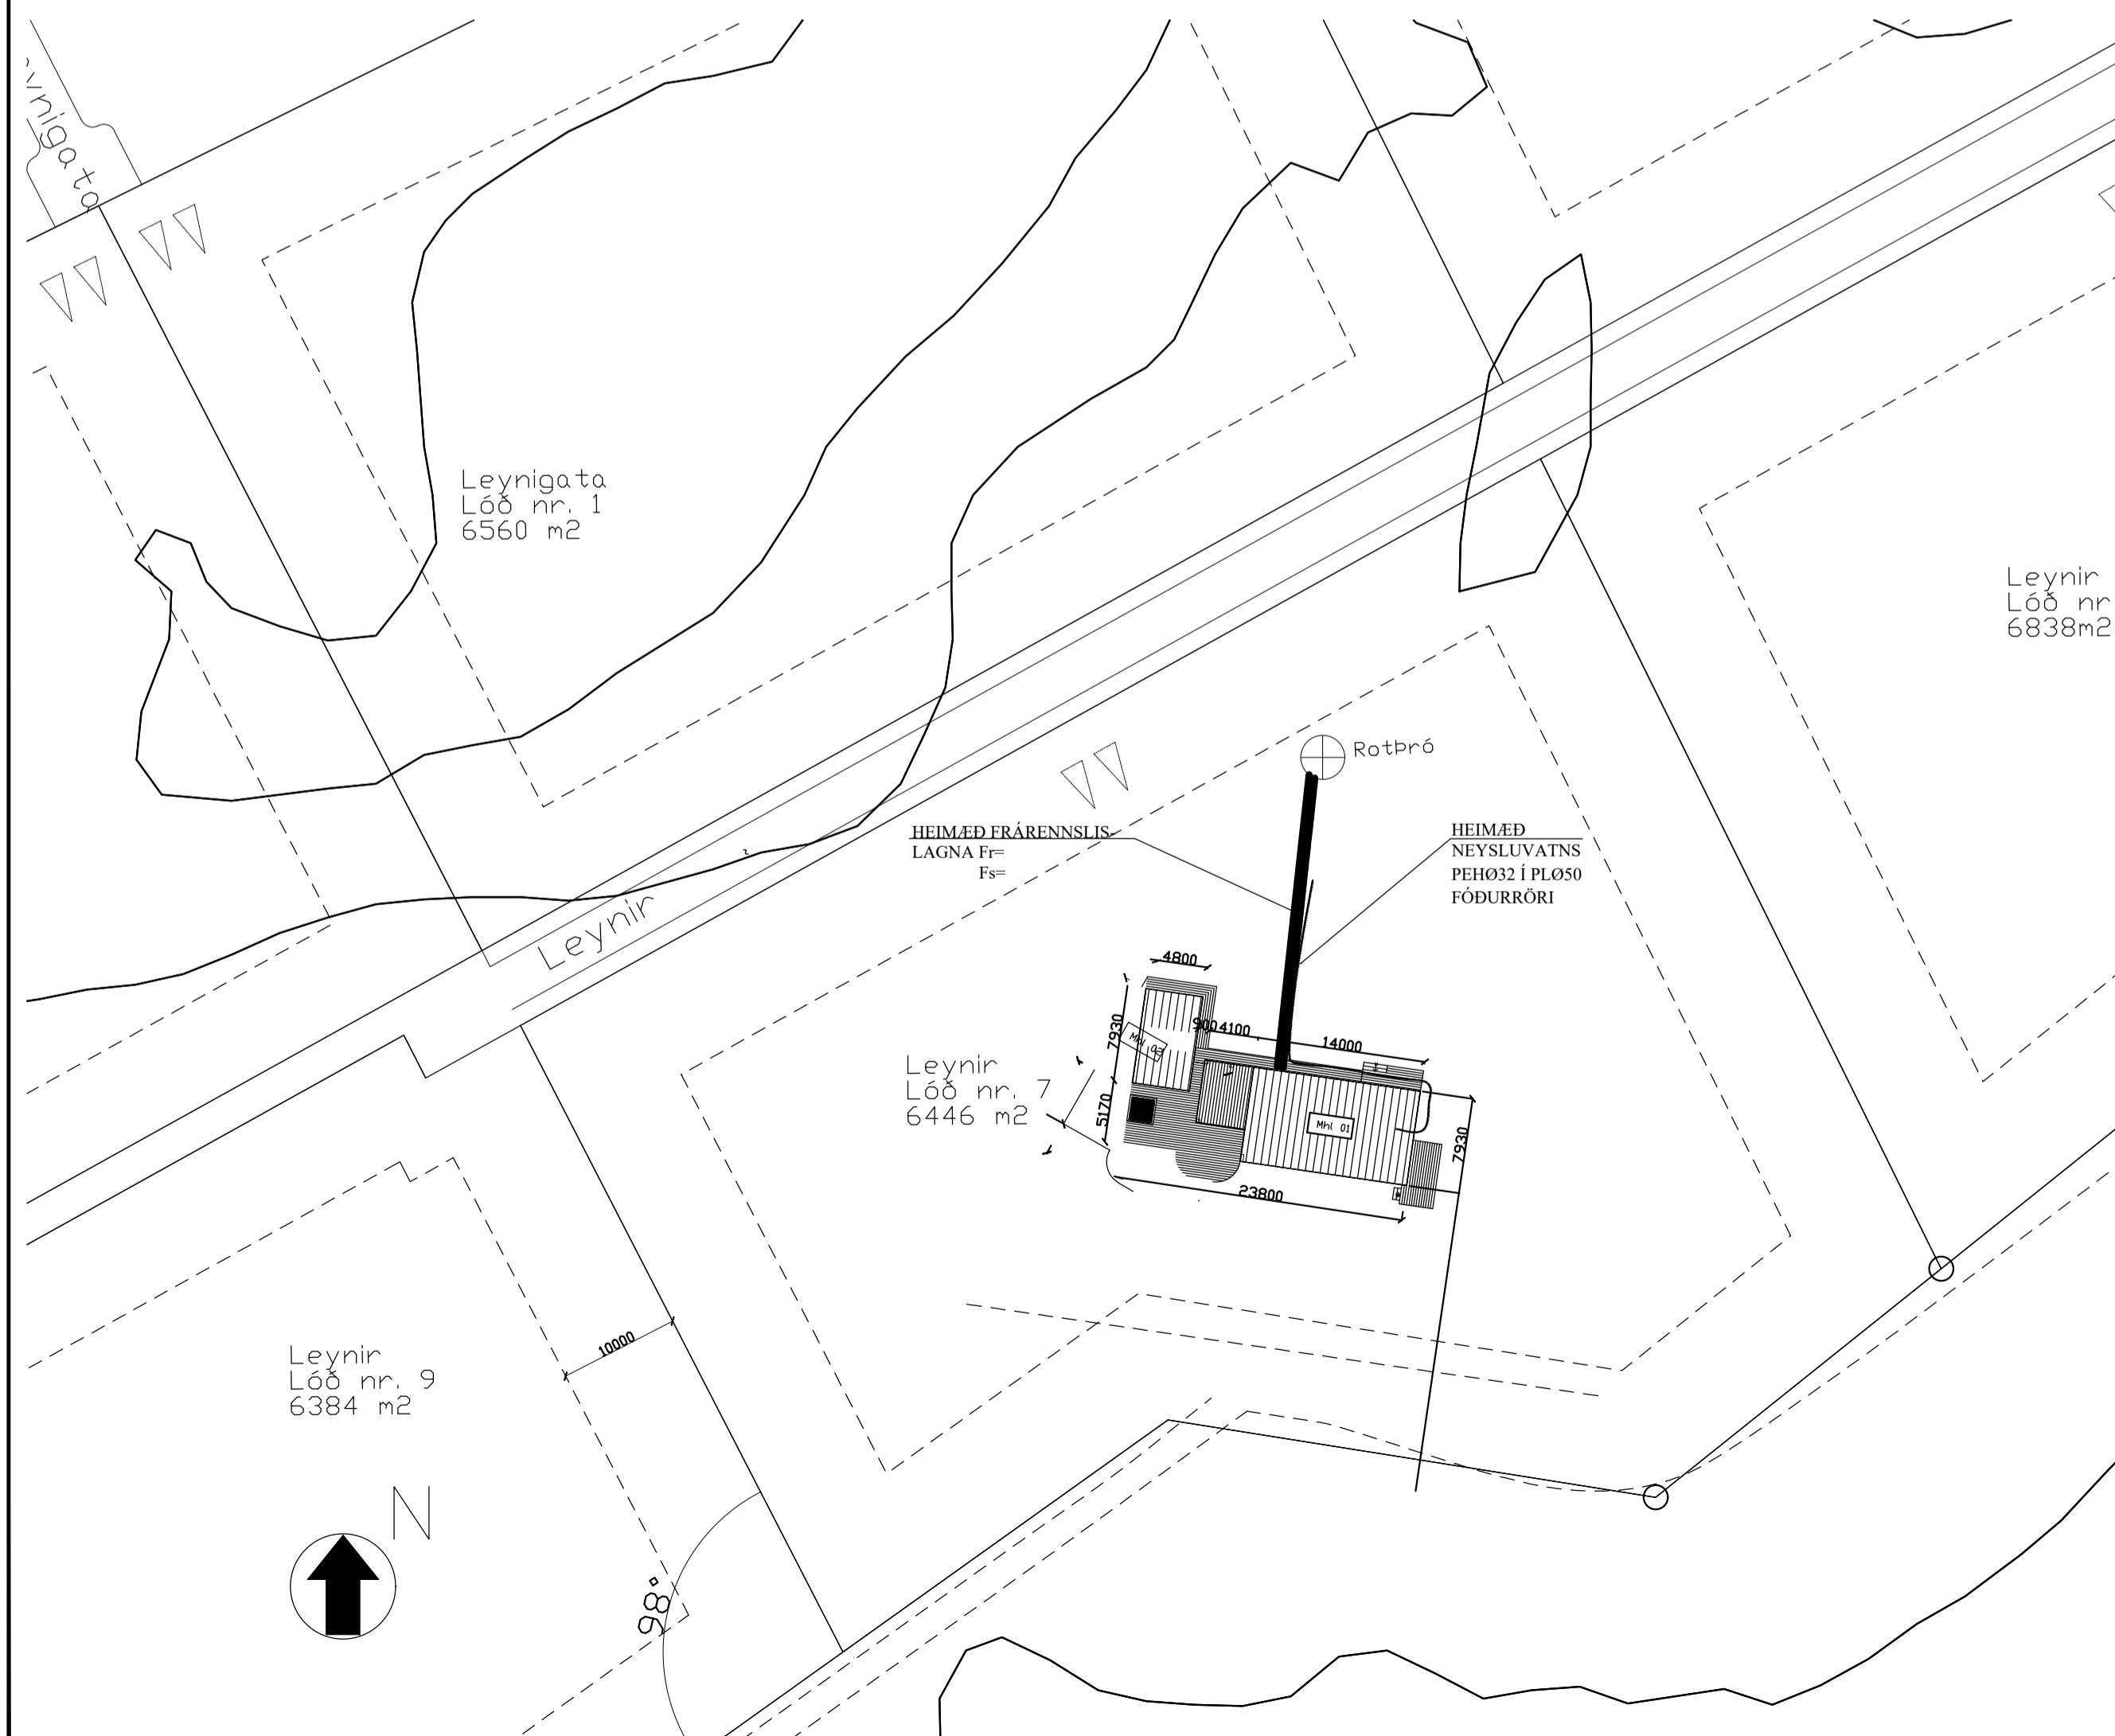 Leynigata
Lóð nr. 1
6560 m2
Leynir
Lóð nr
6838m2
Rotþró
HEIMÆÐ FRÁRENNSLIS-
LAGNA Fr=
Fs=
HEIMÆÐ
NEYSLUVATNS
PEHØ32 Í PLØ50
FÓÐURRÖRI
Leynir
4800
7930
Mhl 02
900
4100
14000
5170
Mhl 01
7930
23800
Leynir
Lóð nr. 7
6446 m2
10000
Leynir
Lóð nr. 9
6384 m2
N
98°